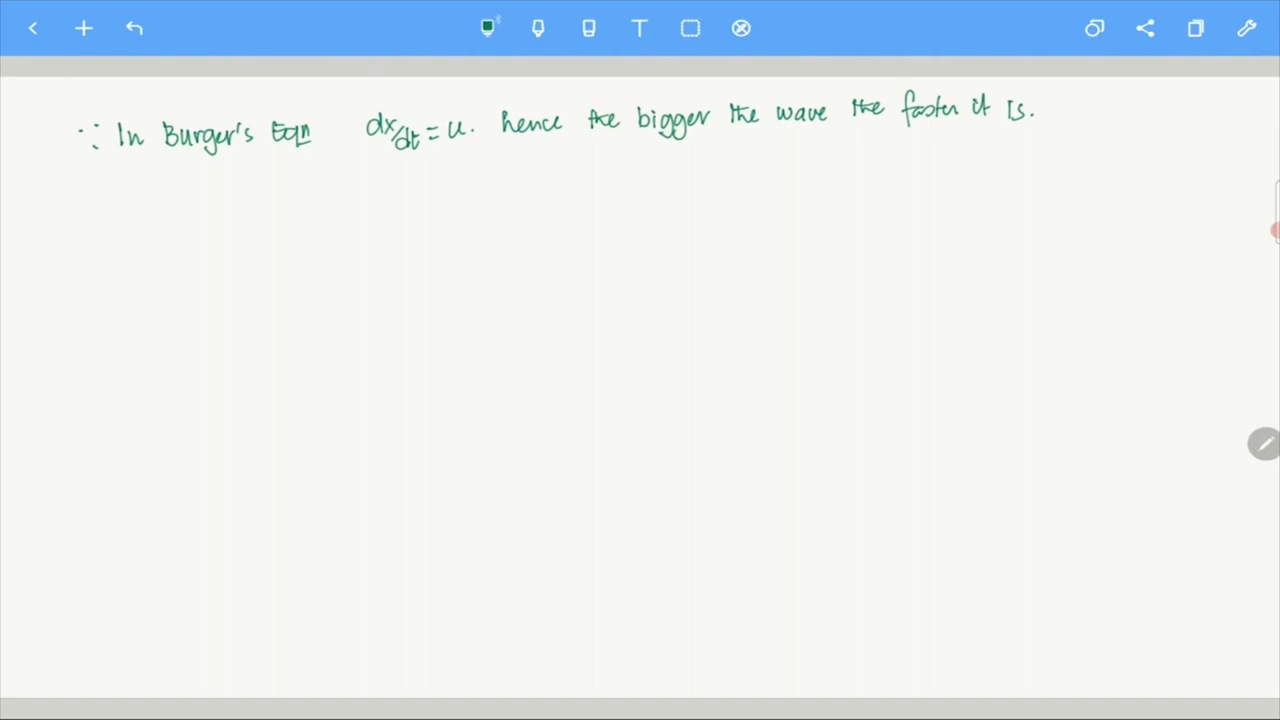 ∵ In Burger's Eqn dx/dt = u. hence the bigger the wave the faster it is.